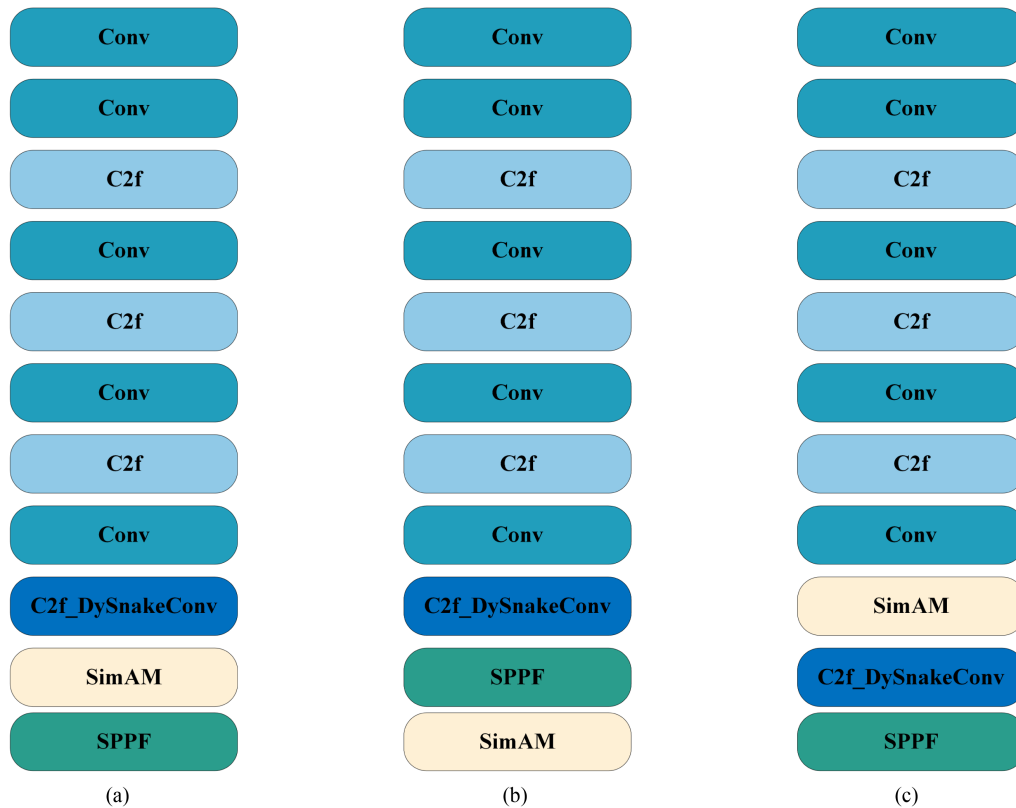 Conv
Conv
C2f
Conv
C2f
Conv
C2f
Conv
C2f_DySnakeConv
SimAM
SPPF
(a)
Conv
Conv
C2f
Conv
C2f
Conv
C2f
Conv
C2f_DySnakeConv
SPPF
SimAM
(b)
Conv
Conv
C2f
Conv
C2f
Conv
C2f
Conv
SimAM
C2f_DySnakeConv
SPPF
(c)